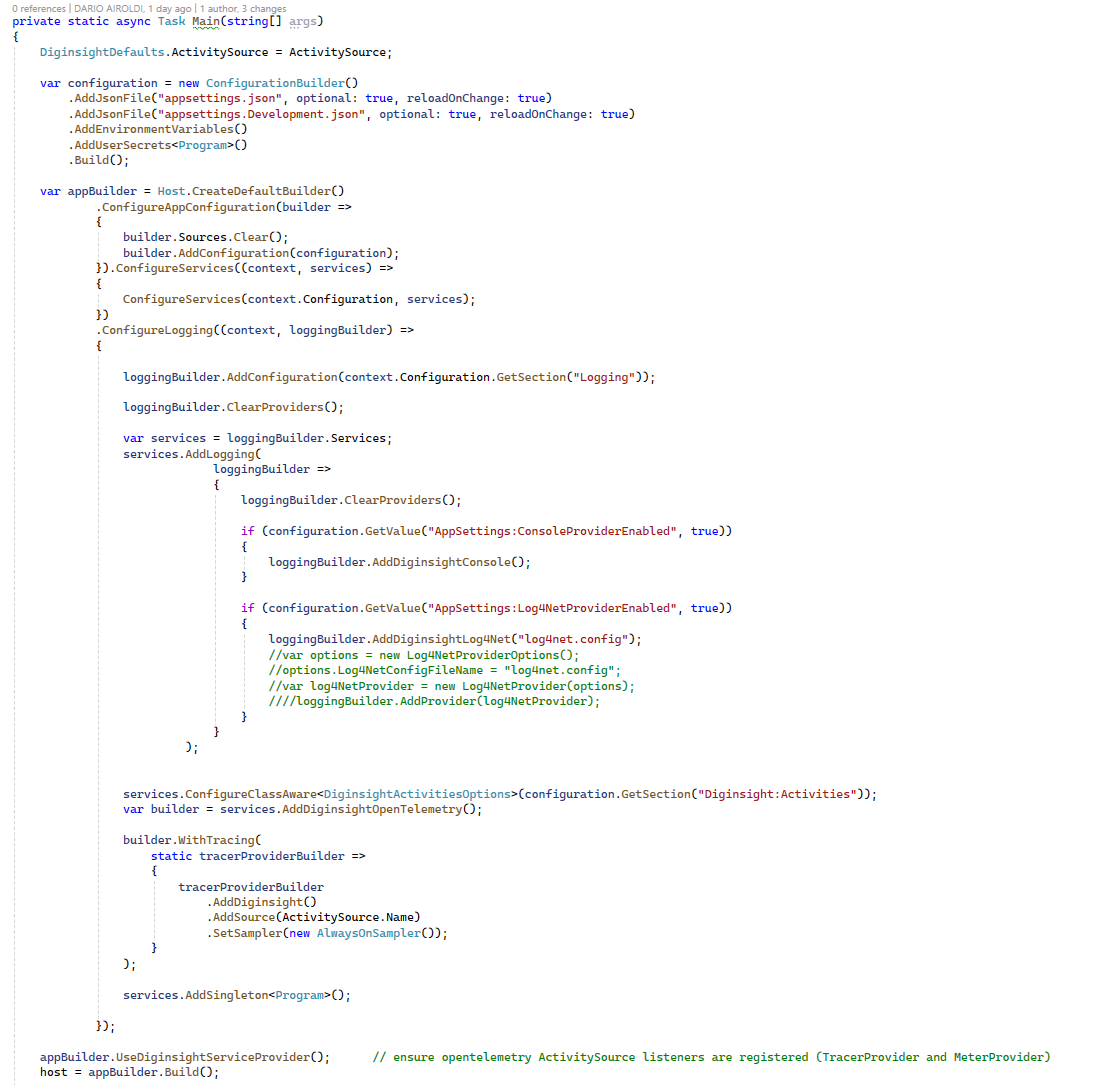 0 references | DARIO AIROLDI, 1 day ago | 1 author, 3 changes
private static async Task Main(string[] args)
{
    DiginsightDefaults.ActivitySource = ActivitySource;

    var configuration = new ConfigurationBuilder()
        .AddJsonFile("appsettings.json", optional: true, reloadOnChange: true)
        .AddJsonFile("appsettings.Development.json", optional: true, reloadOnChange: true)
        .AddEnvironmentVariables()
        .AddUserSecrets<Program>()
        .Build();

    var appBuilder = Host.CreateDefaultBuilder()
            .ConfigureAppConfiguration(builder =>
            {
                builder.Sources.Clear();
                builder.AddConfiguration(configuration);
            }).ConfigureServices((context, services) =>
            {
                ConfigureServices(context.Configuration, services);
            })
            .ConfigureLogging((context, loggingBuilder) =>
            {

                loggingBuilder.AddConfiguration(context.Configuration.GetSection("Logging"));

                loggingBuilder.ClearProviders();

                var services = loggingBuilder.Services;
                services.AddLogging(
                             loggingBuilder =>
                             {
                                 loggingBuilder.ClearProviders();

                                 if (configuration.GetValue("AppSettings:ConsoleProviderEnabled", true))
                                 {
                                     loggingBuilder.AddDiginsightConsole();
                                 }

                                 if (configuration.GetValue("AppSettings:Log4NetProviderEnabled", true))
                                 {
                                     loggingBuilder.AddDiginsightLog4Net("log4net.config");
                                     //var options = new Log4NetProviderOptions();
                                     //options.Log4NetConfigFileName = "log4net.config";
                                     //var log4NetProvider = new Log4NetProvider(options);
                                     ////loggingBuilder.AddProvider(log4NetProvider);
                                 }
                             }
                         );


                services.ConfigureClassAware<DiginsightActivitiesOptions>(configuration.GetSection("Diginsight:Activities"));
                var builder = services.AddDiginsightOpenTelemetry();

                builder.WithTracing(
                    static tracerProviderBuilder =>
                    {
                        tracerProviderBuilder
                            .AddDiginsight()
                            .AddSource(ActivitySource.Name)
                            .SetSampler(new AlwaysOnSampler());
                    }
                );

                services.AddSingleton<Program>();

            });

    appBuilder.UseDiginsightServiceProvider();      // ensure opentelemetry ActivitySource listeners are registered (TracerProvider and MeterProvider)
    host = appBuilder.Build();